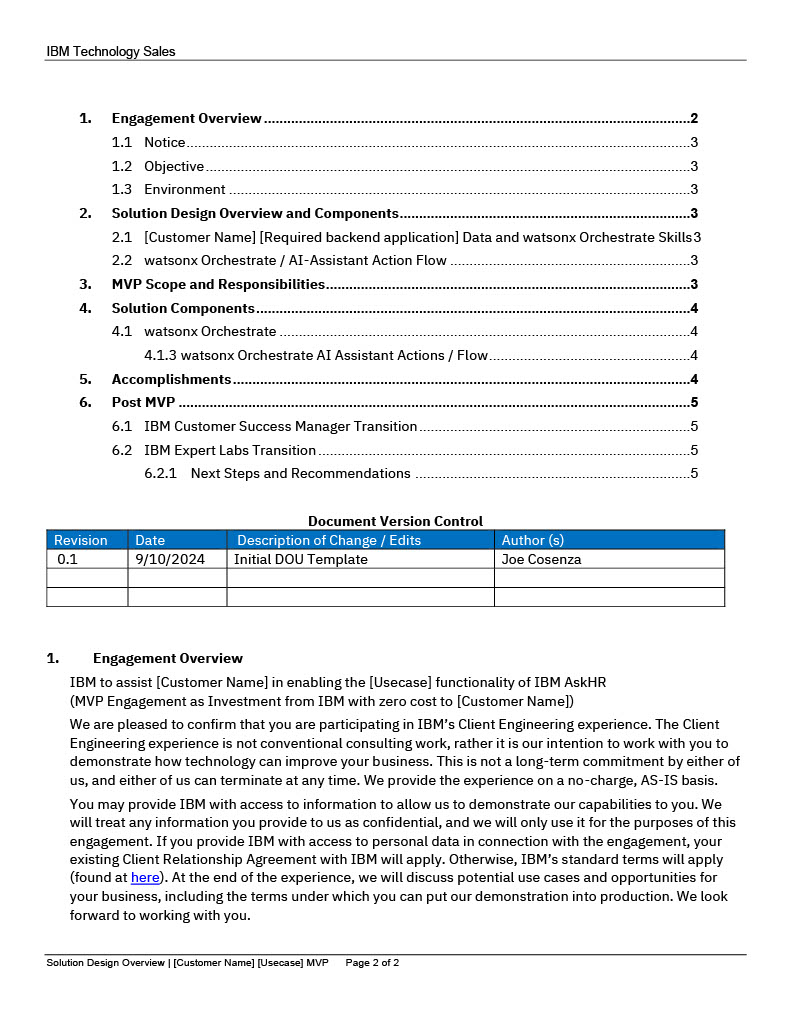 IBM Technology Sales
1. Engagement Overview ........................................................................................................2
1.1 Notice...........................................................................................................................3
1.2 Objective......................................................................................................................3
1.3 Environment ................................................................................................................3
2. Solution Design Overview and Components.......................................................................3
2.1 [Customer Name] [Required backend application] Data and watsonx Orchestrate Skills3
2.2 watsonx Orchestrate / AI-Assistant Action Flow ..........................................................3
3. MVP Scope and Responsibilities.........................................................................................3
4. Solution Components..........................................................................................................4
4.1 watsonx Orchestrate ....................................................................................................4
4.1.3 watsonx Orchestrate AI Assistant Actions / Flow.................................................4
5. Accomplishments................................................................................................................4
6. Post MVP .............................................................................................................................5
6.1 IBM Customer Success Manager Transition..................................................................5
6.2 IBM Expert Labs Transition...........................................................................................5
6.2.1 Next Steps and Recommendations ....................................................................5
Document Version Control
Revision Date Description of Change / Edits Author (s)
0.1 9/10/2024 Initial DOU Template Joe Cosenza
1. Engagement Overview
IBM to assist [Customer Name] in enabling the [Usecase] functionality of IBM AskHR
(MVP Engagement as Investment from IBM with zero cost to [Customer Name])
We are pleased to confirm that you are participating in IBM’s Client Engineering experience. The Client
Engineering experience is not conventional consulting work, rather it is our intention to work with you to
demonstrate how technology can improve your business. This is not a long-term commitment by either of
us, and either of us can terminate at any time. We provide the experience on a no-charge, AS-IS basis.
You may provide IBM with access to information to allow us to demonstrate our capabilities to you. We
will treat any information you provide to us as confidential, and we will only use it for the purposes of this
engagement. If you provide IBM with access to personal data in connection with the engagement, your
existing Client Relationship Agreement with IBM will apply. Otherwise, IBM’s standard terms will apply
(found at here). At the end of the experience, we will discuss potential use cases and opportunities for
your business, including the terms under which you can put our demonstration into production. We look
forward to working with you.
Solution Design Overview | [Customer Name] [Usecase] MVP Page 2 of 2